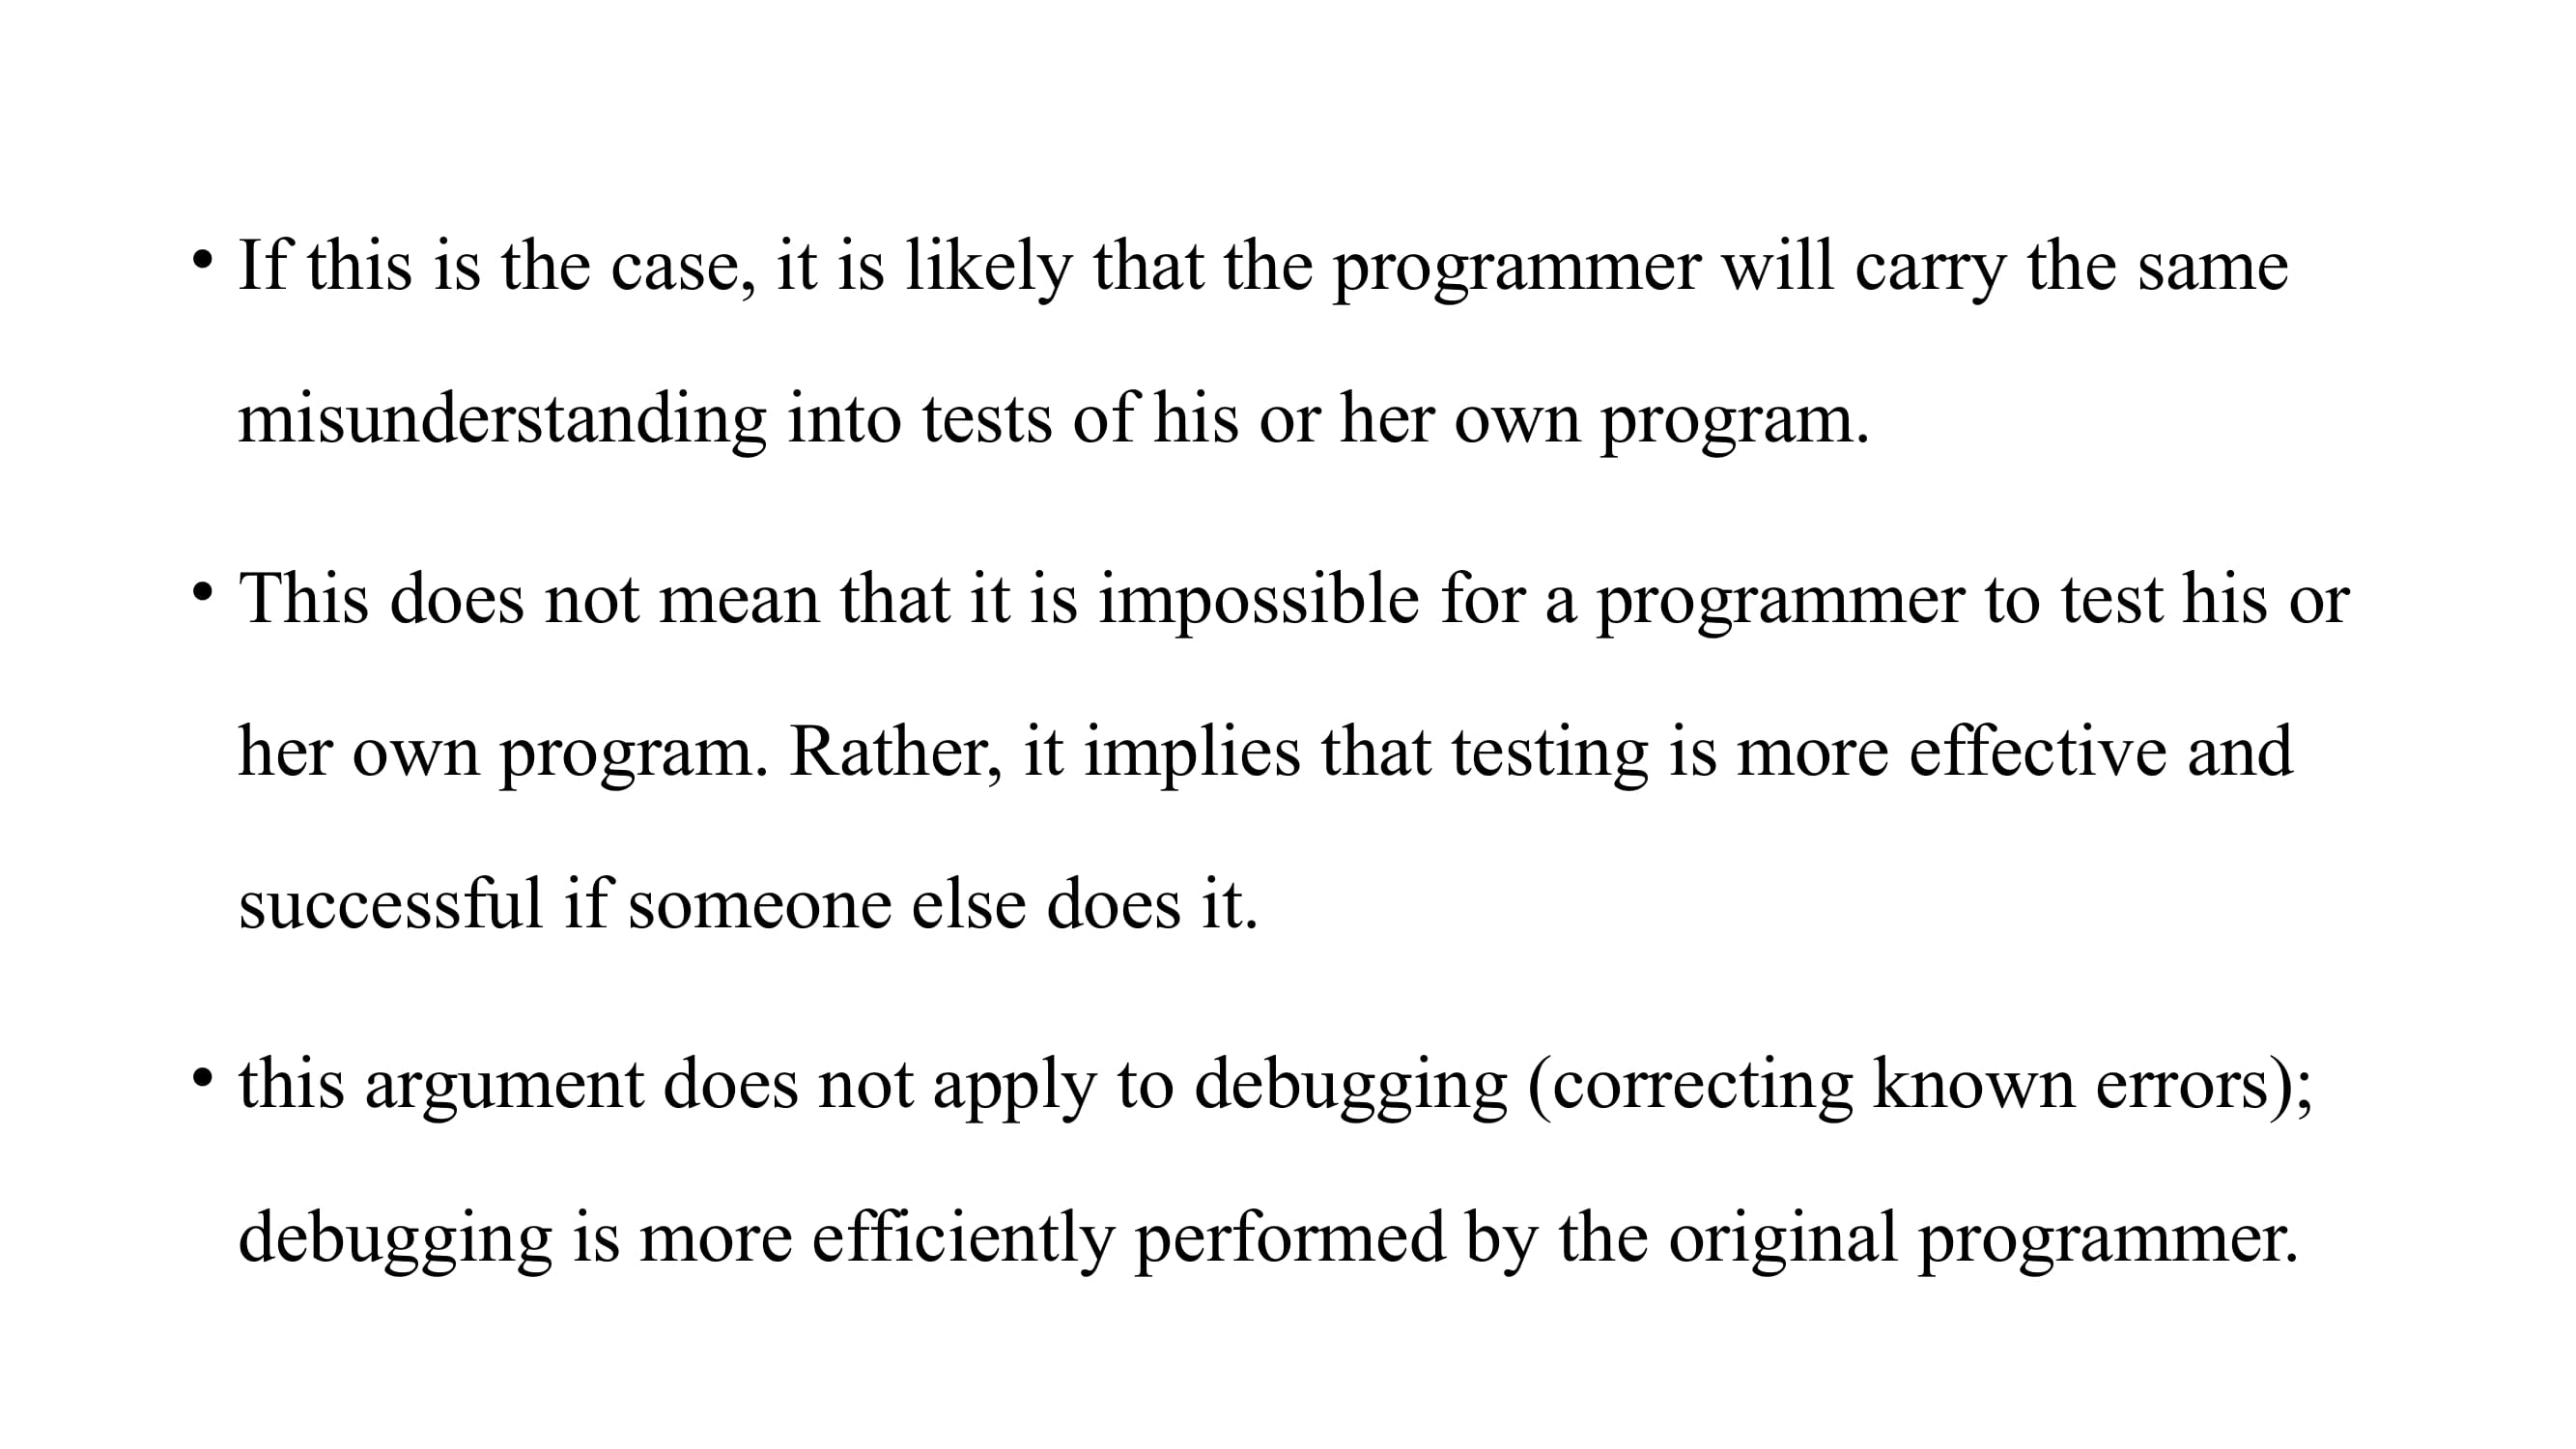 • If this is the case, it is likely that the programmer will carry the same
misunderstanding into tests of his or her own program.
• This does not mean that it is impossible for a programmer to test his or
her own program. Rather, it implies that testing is more effective and
successful if someone else does it.
• this argument does not apply to debugging (correcting known errors);
debugging is more efficiently performed by the original programmer.